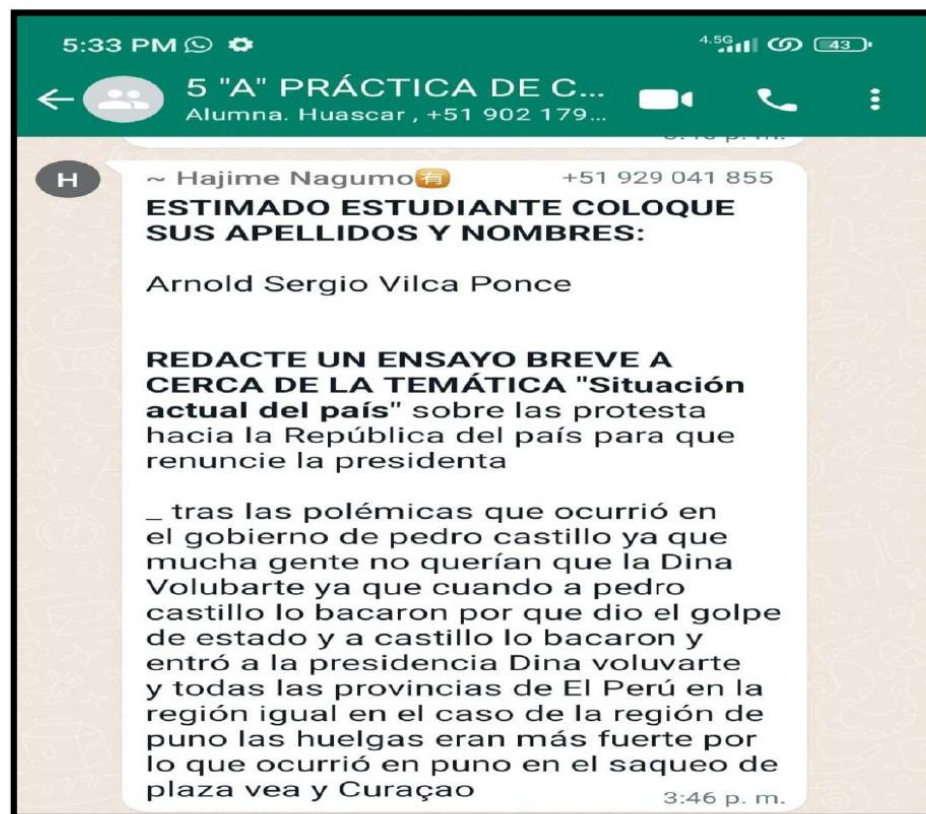 5:33 PM
4.5G
43
5 "A" PRÁCTICA DE C...
Alumna. Huascar , +51 902 179...
H
~ Hajime Nagumo🈶 +51 929 041 855
ESTIMADO ESTUDIANTE COLOQUE
SUS APELLIDOS Y NOMBRES:
Arnold Sergio Vilca Ponce
REDACTE UN ENSAYO BREVE A
CERCA DE LA TEMÁTICA "Situación
actual del país" sobre las protesta
hacia la República del país para que
renuncie la presidenta
_ tras las polémicas que ocurrió en
el gobierno de pedro castillo ya que
mucha gente no querían que la Dina
Volubarte ya que cuando a pedro
castillo lo bacaron por que dio el golpe
de estado y a castillo lo bacaron y
entró a la presidencia Dina voluvarte
y todas las provincias de El Perú en la
región igual en el caso de la región de
puno las huelgas eran más fuerte por
lo que ocurrió en puno en el saqueo de
plaza vea y Curaçao
3:46 p. m.